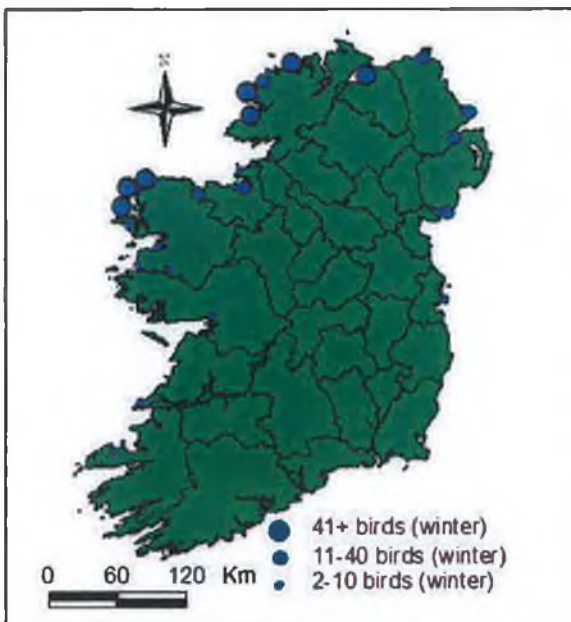 N
41+ birds (winter)
11-40 birds (winter)
2-10 birds (winter)
0 60 120 Km